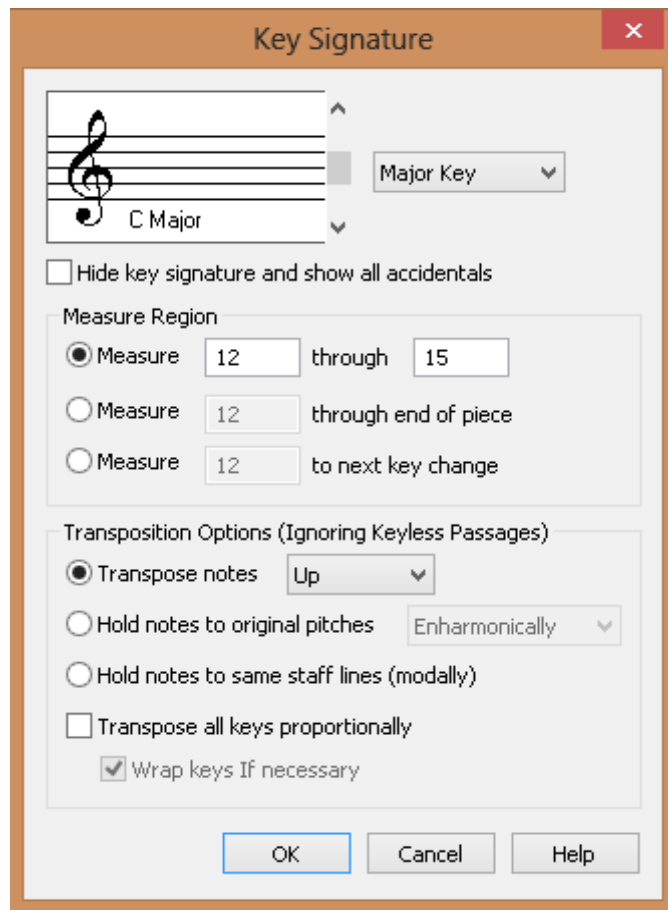 Key Signature
Major Key
C Major
Hide key signature and show all accidentals
Measure Region
Measure 12 through 15
Measure 12 through end of piece
Measure 12 to next key change
Transposition Options (Ignoring Keyless Passages)
Transpose notes Up
Hold notes to original pitches Enharmonically
Hold notes to same staff lines (modally)
Transpose all keys proportionally
Wrap keys If necessary
OK Cancel Help